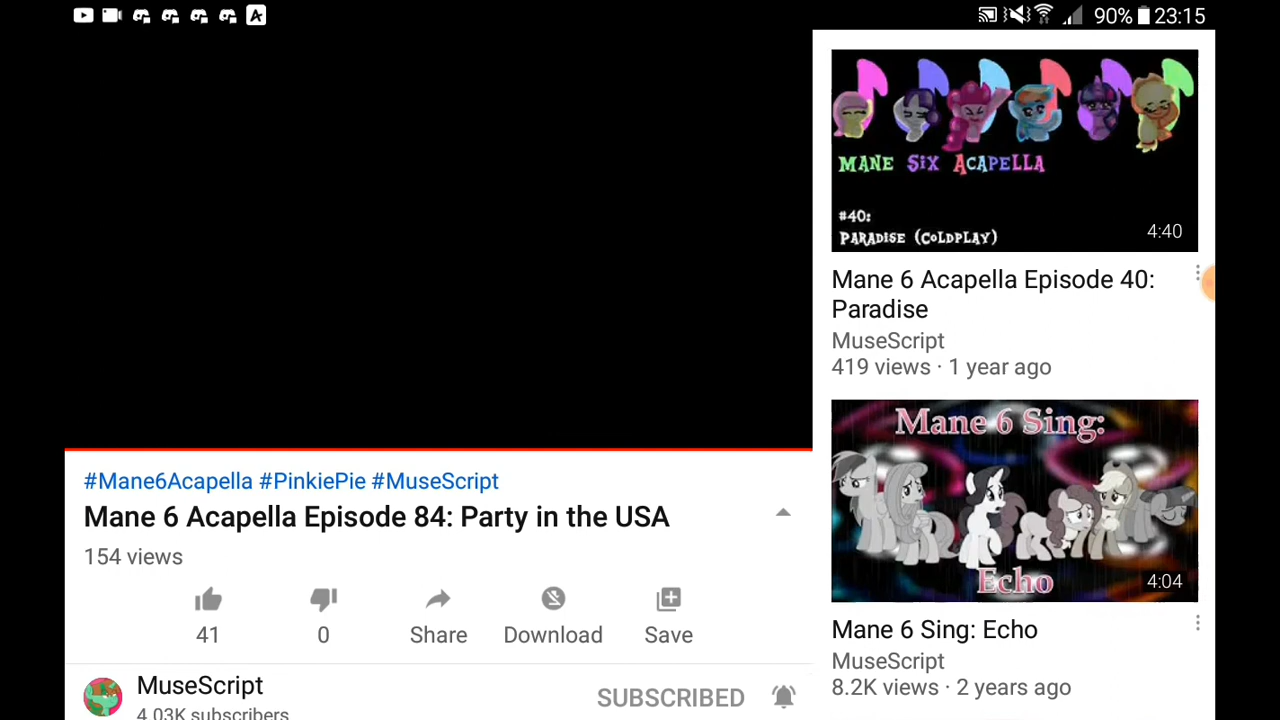 90% 23:15
#Mane6Acapella #PinkiePie #MuseScript
Mane 6 Acapella Episode 84: Party in the USA
154 views
41
0
Share
Download
Save
MuseScript
4.03K subscribers
SUBSCRIBED
MANE SIX ACAPELLA
#40:
PARADISE (COLDPLAY)
4:40
Mane 6 Acapella Episode 40:
Paradise
MuseScript
419 views · 1 year ago
Mane 6 Sing:
Echo
4:04
Mane 6 Sing: Echo
MuseScript
8.2K views · 2 years ago